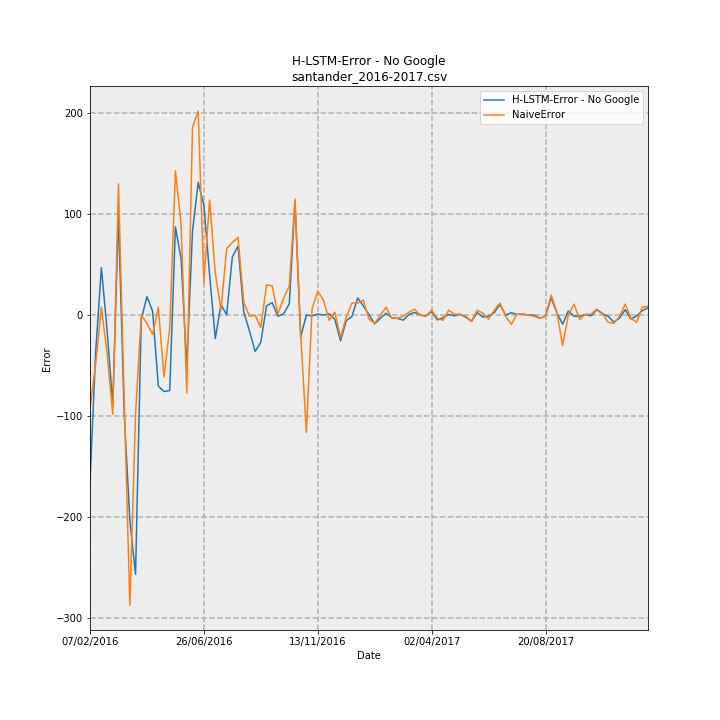 H-LSTM-Error - No Google
santander_2016-2017.csv
H-LSTM-Error - No Google
NaiveError
200
100
0
−100
−200
−300
Error
07/02/2016
26/06/2016
13/11/2016
02/04/2017
20/08/2017
Date